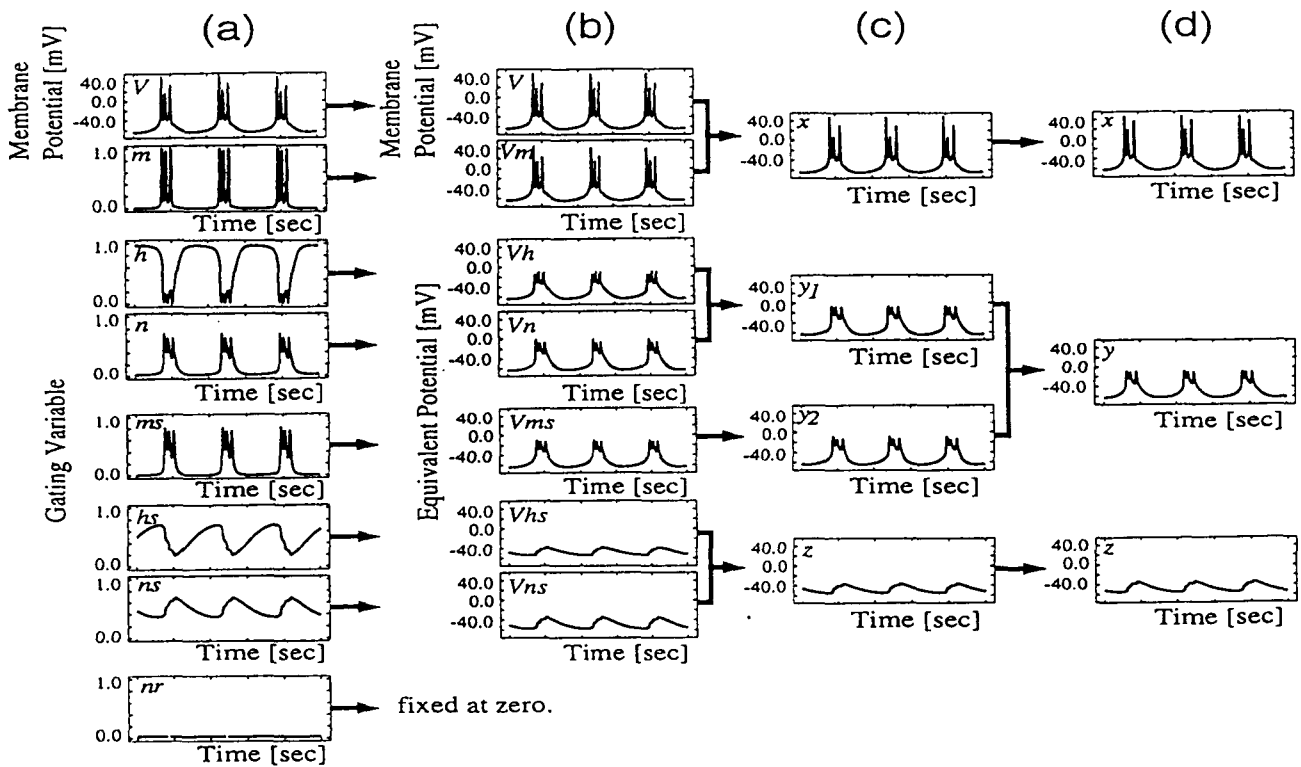 (a)
(b)
(c)
(d)
Membrane
Potential [mV]
40.0
0.0
-40.0
V
1.0
0.0
m
Time [sec]
Gating Variable
1.0
0.0
h
1.0
0.0
n
Time [sec]
1.0
0.0
ms
Time [sec]
1.0
0.0
hs
1.0
0.0
ns
Time [sec]
1.0
0.0
nr
Time [sec]
fixed at zero.
Membrane
Potential [mV]
40.0
0.0
-40.0
V
40.0
-40.0
Vm
Time [sec]
Equivalent Potential [mV]
40.0
0.0
-40.0
Vh
40.0
0.0
-40.0
Vn
Time [sec]
40.0
0.0
-40.0
Vms
Time [sec]
40.0
0.0
-40.0
Vhs
40.0
0.0
-40.0
Vns
Time [sec]
40.0
0.0
-40.0
x
Time [sec]
40.0
0.0
-40.0
y1
Time [sec]
40.0
0.0
-40.0
y2
Time [sec]
40.0
0.0
-40.0
z
Time [sec]
40.0
0.0
-40.0
x
Time [sec]
40.0
0.0
-40.0
y
Time [sec]
40.0
0.0
-40.0
z
Time [sec]